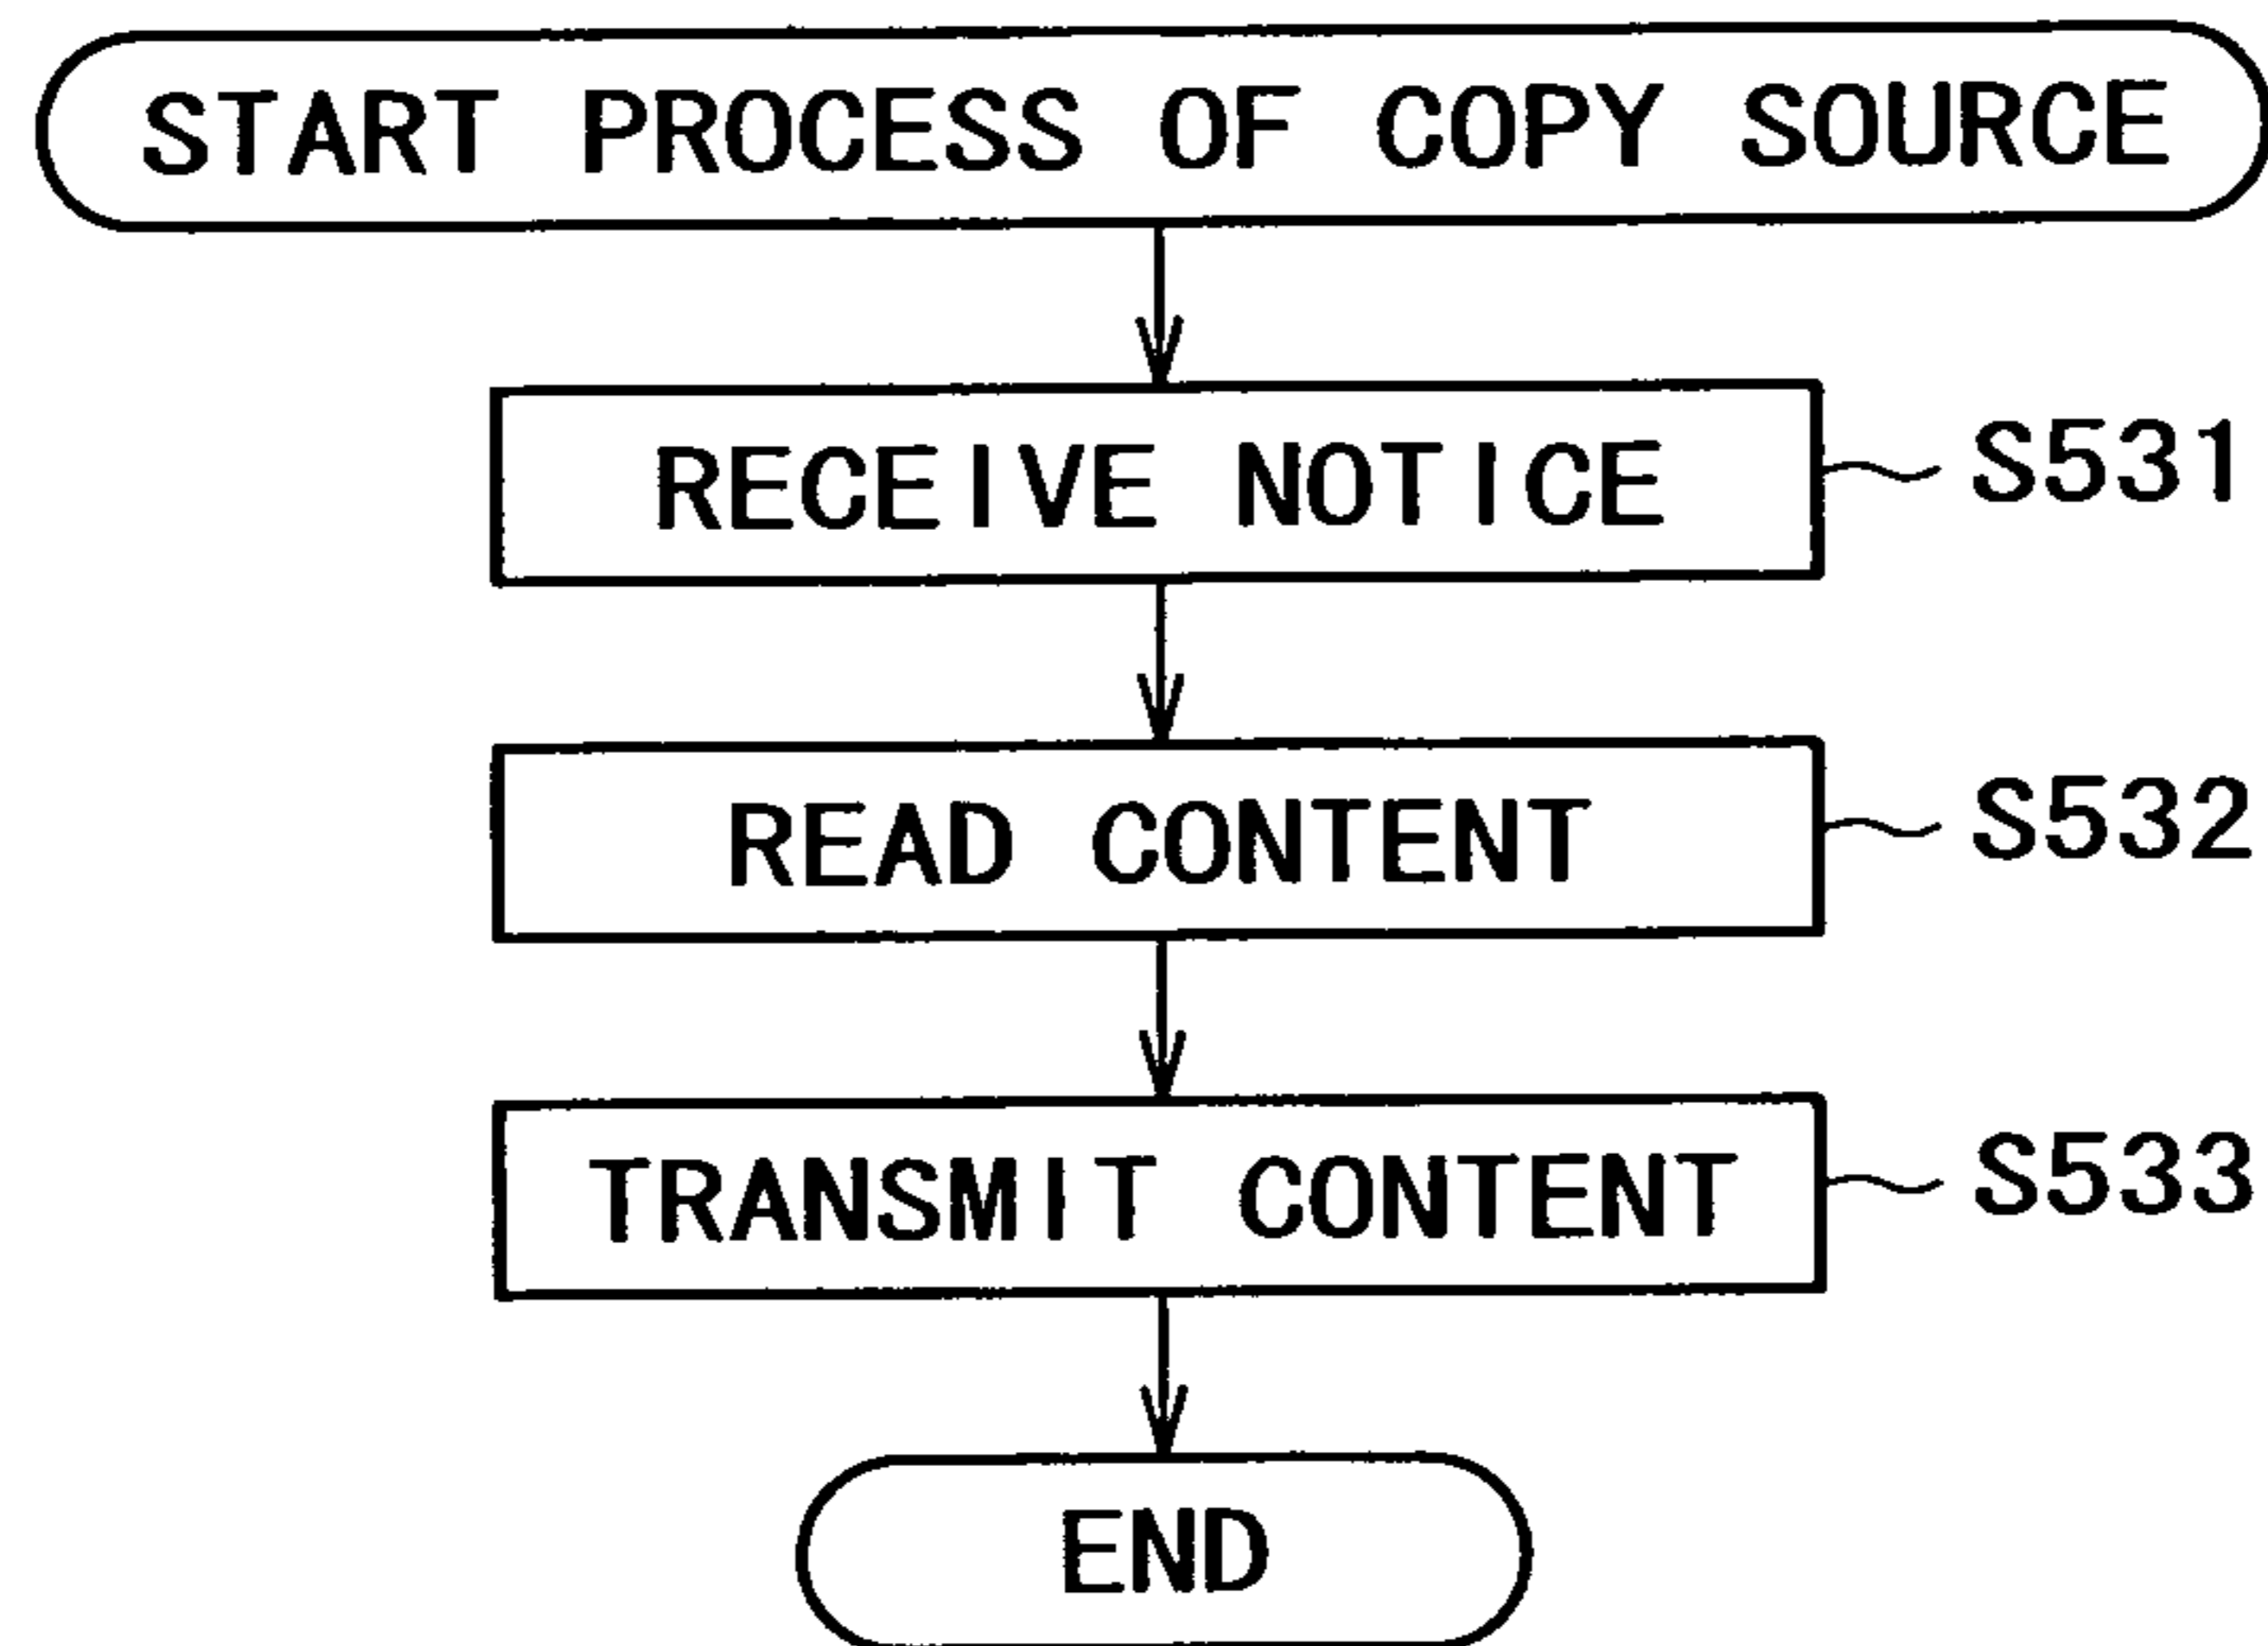 START PROCESS OF COPY SOURCE
RECEIVE NOTICE S531
READ CONTENT S532
TRANSMIT CONTENT S533
END